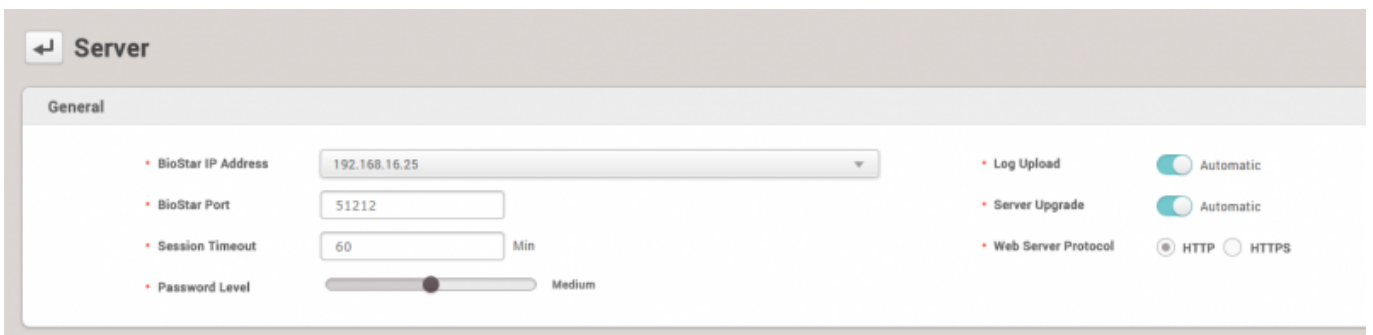 Server
General
BioStar IP Address 192.168.16.25
Log Upload Automatic
BioStar Port 51212
Server Upgrade Automatic
Session Timeout 60 Min
Web Server Protocol HTTP HTTPS
Password Level Medium